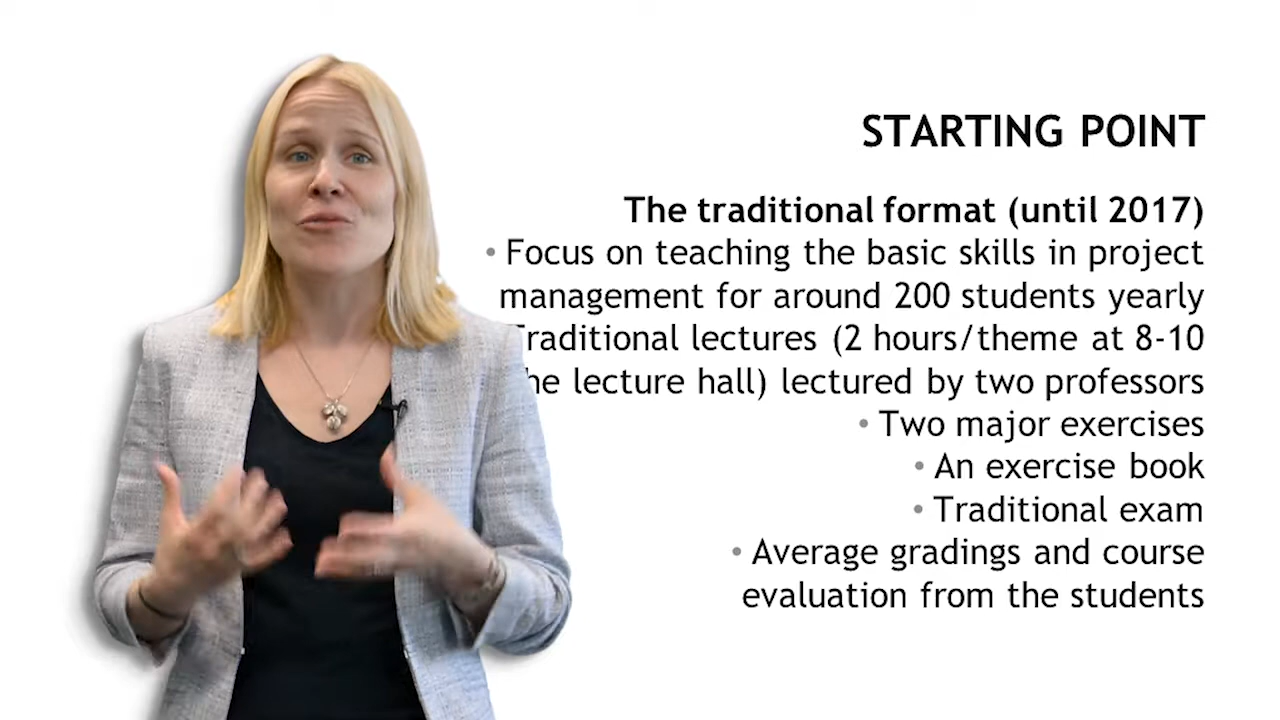 STARTING POINT
The traditional format (until 2017)
• Focus on teaching the basic skills in project
management for around 200 students yearly
Traditional lectures (2 hours/theme at 8-10
he lecture hall) lectured by two professors
• Two major exercises
• An exercise book
• Traditional exam
• Average gradings and course
evaluation from the students